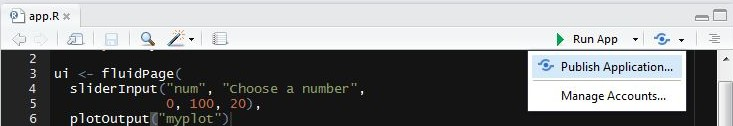 app.R
Run App
Publish Application...
Manage Accounts...
2
3 ui <- fluidPage(
4 sliderInput("num", "Choose a number",
5 0, 100, 20),
6 plotOutput("myplot")